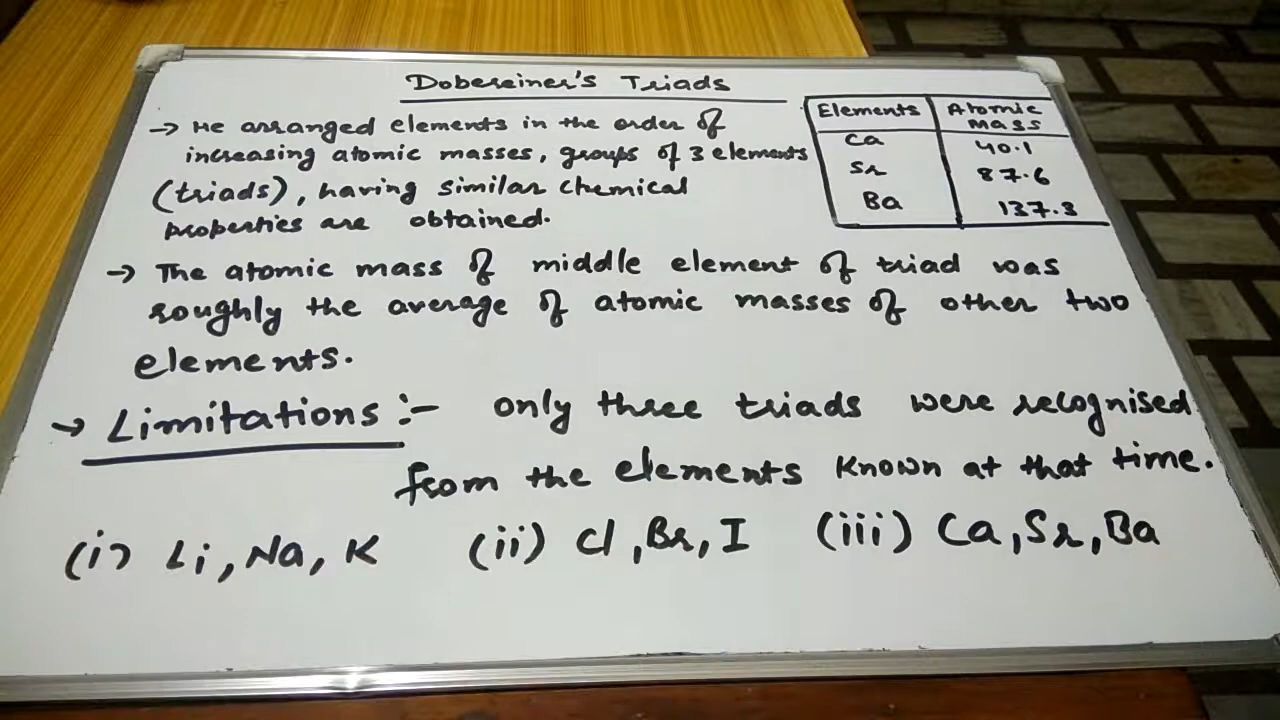 Dobereiner's Triads
→ He arranged elements in the order of
increasing atomic masses, groups of 3 elements
(triads), having similar chemical
properties are obtained.
Elements Atomic
mass
Ca 40.1
Sr 87.6
Ba 137.3
→ The atomic mass of middle element of triad was
roughly the average of atomic masses of other two
elements.
→ Limitations :- only three triads were recognised
from the elements known at that time.
(i) Li, Na, K (ii) Cl, Br, I (iii) Ca, Sr, Ba